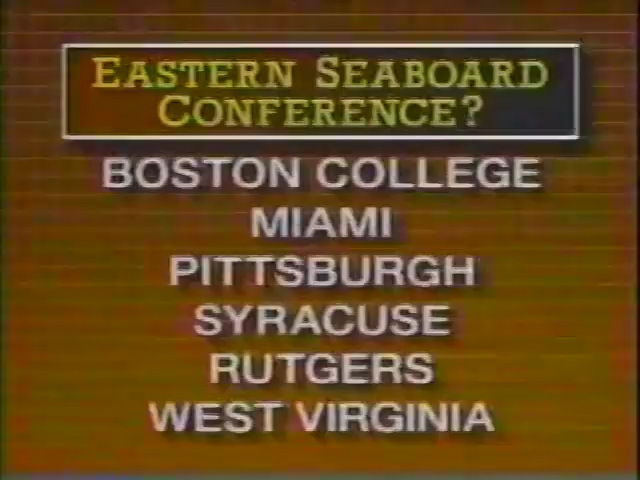 EASTERN SEABOARD
CONFERENCE?
BOSTON COLLEGE
MIAMI
PITTSBURGH
SYRACUSE
RUTGERS
WEST VIRGINIA